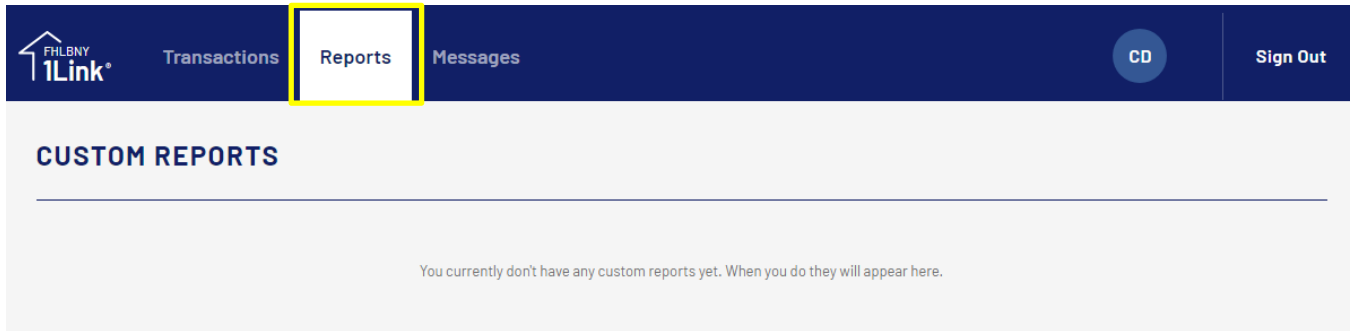 FHLBNY
1Link®
Transactions
Reports
Messages
CD
Sign Out
CUSTOM REPORTS
You currently don't have any custom reports yet. When you do they will appear here.